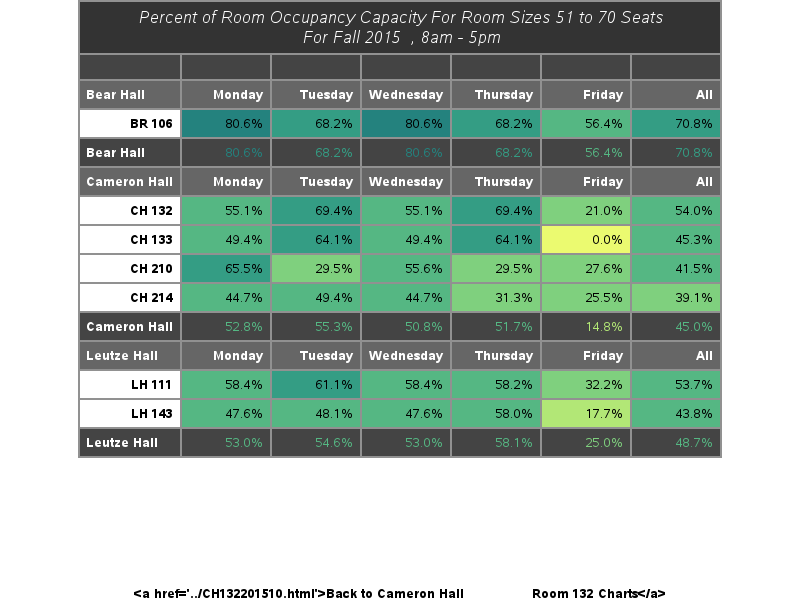 Percent of Room Occupancy Capacity For Room Sizes 51 to 70 Seats
For Fall 2015 , 8am - 5pm
Bear Hall Monday Tuesday Wednesday Thursday Friday All
BR 106 80.6% 68.2% 80.6% 68.2% 56.4% 70.8%
Bear Hall 80.6% 68.2% 80.6% 68.2% 56.4% 70.8%
Cameron Hall Monday Tuesday Wednesday Thursday Friday All
CH 132 55.1% 69.4% 55.1% 69.4% 21.0% 54.0%
CH 133 49.4% 64.1% 49.4% 64.1% 0.0% 45.3%
CH 210 65.5% 29.5% 55.6% 29.5% 27.6% 41.5%
CH 214 44.7% 49.4% 44.7% 31.3% 25.5% 39.1%
Cameron Hall 52.8% 55.3% 50.8% 51.7% 14.8% 45.0%
Leutze Hall Monday Tuesday Wednesday Thursday Friday All
LH 111 58.4% 61.1% 58.4% 58.2% 32.2% 53.7%
LH 143 47.6% 48.1% 47.6% 58.0% 17.7% 43.8%
Leutze Hall 53.0% 54.6% 53.0% 58.1% 25.0% 48.7%
<a href='../CH132201510.html'>Back to Cameron Hall Room 132 Charts</a>